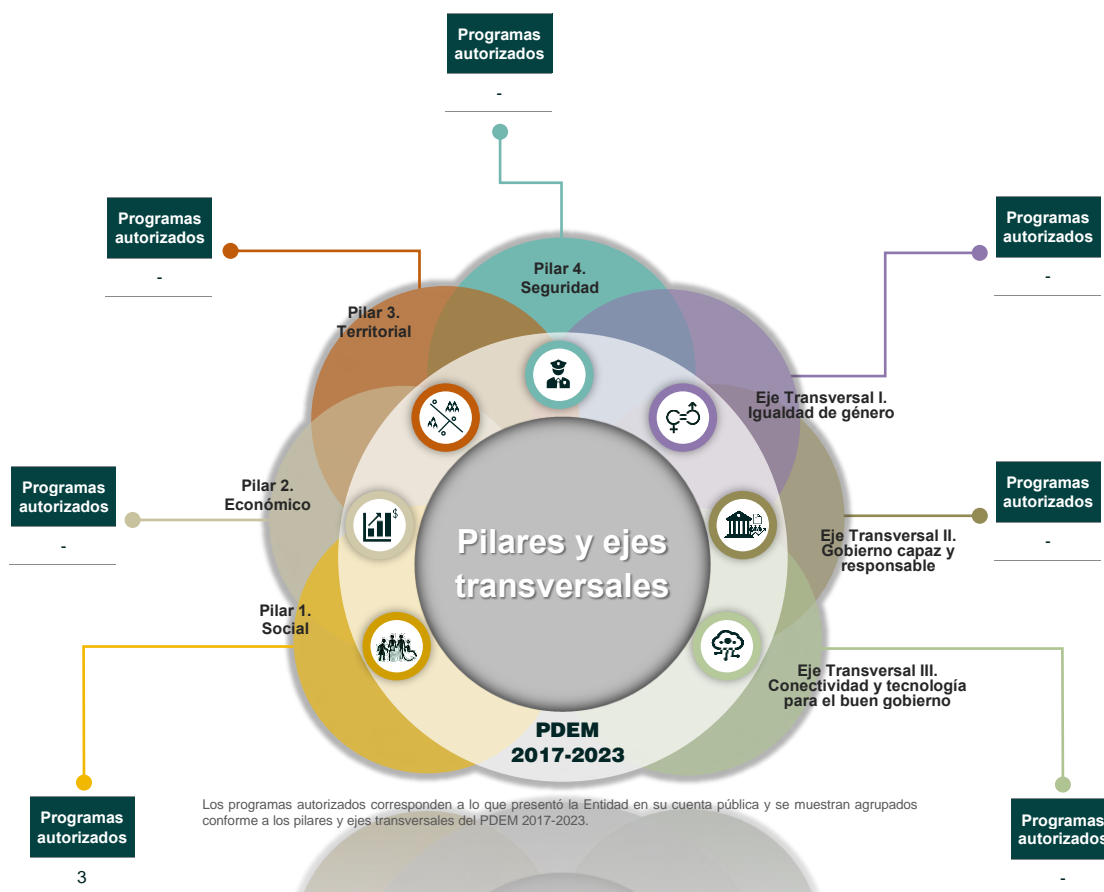 Programas
autorizados
-
Programas
autorizados
-
Programas
autorizados
-
Pilar 4.
Seguridad
Pilar 3.
Territorial
Eje Transversal I.
Igualdad de género
Programas
autorizados
-
Pilar 2.
Económico
$
Programas
autorizados
-
Eje Transversal II.
Gobierno capaz y
responsable
Pilares y ejes
transversales
Pilar 1.
Social
Eje Transversal III.
Conectividad y tecnología
para el buen gobierno
PDEM
2017-2023
Los programas autorizados corresponden a lo que presentó la Entidad en su cuenta pública y se muestran agrupados
conforme a los pilares y ejes transversales del PDEM 2017-2023.
Programas
autorizados
3
Programas
autorizados
-